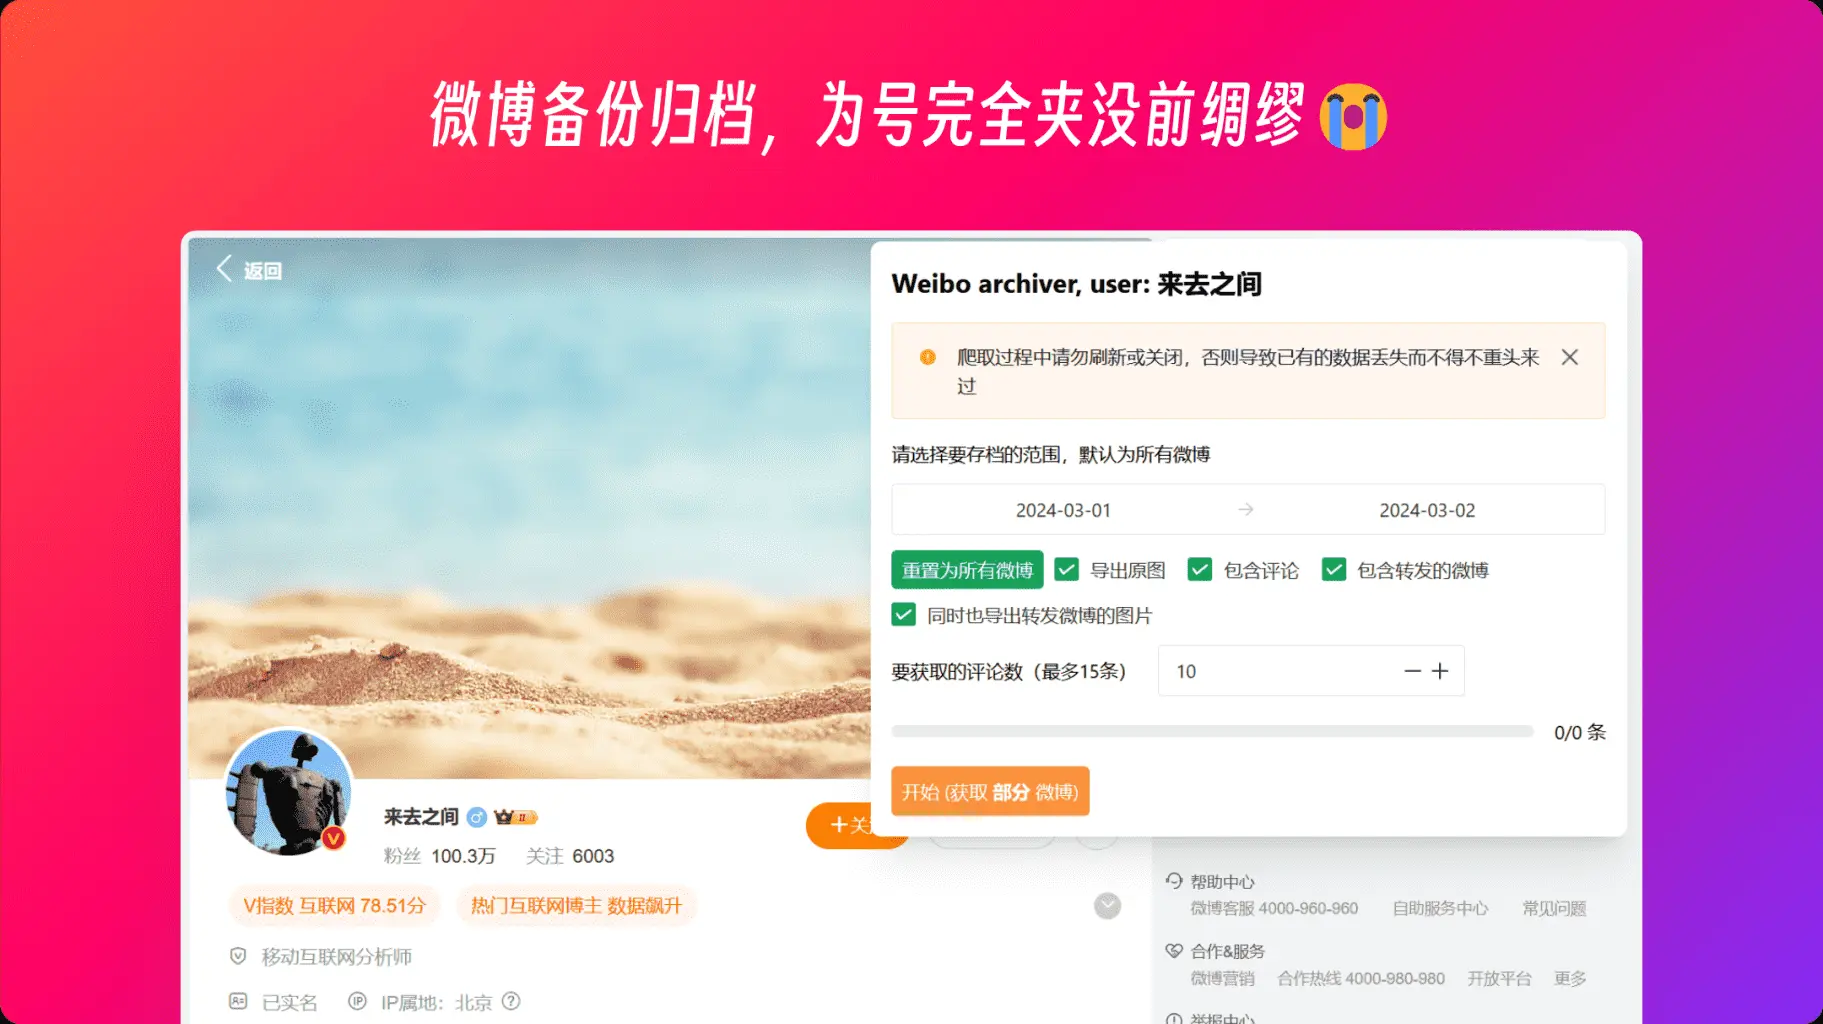 微博备份归档，为号完全夹没前绸缪
返回
Weibo archiver, user: 来去之间
爬取过程中请勿刷新或关闭，否则导致已有的数据丢失而不得不重头来
过
请选择要存档的范围，默认为所有微博
2024-03-01 → 2024-03-02
重置为所有微博 导出原图 包含评论 包含转发的微博
同时也导出转发微博的图片
要获取的评论数（最多15条） 10
0/0 条
开始 (获取 部分 微博)
来去之间 II
+关
粉丝 100.3万 关注 6003
V指数 互联网 78.51分 热门互联网博主 数据飙升
移动互联网分析师
已实名 IP IP属地：北京
帮助中心
微博客服 4000-960-960 自助服务中心 常见问题
合作&服务
微博营销 合作热线 4000-980-980 开放平台 更多
举报中心